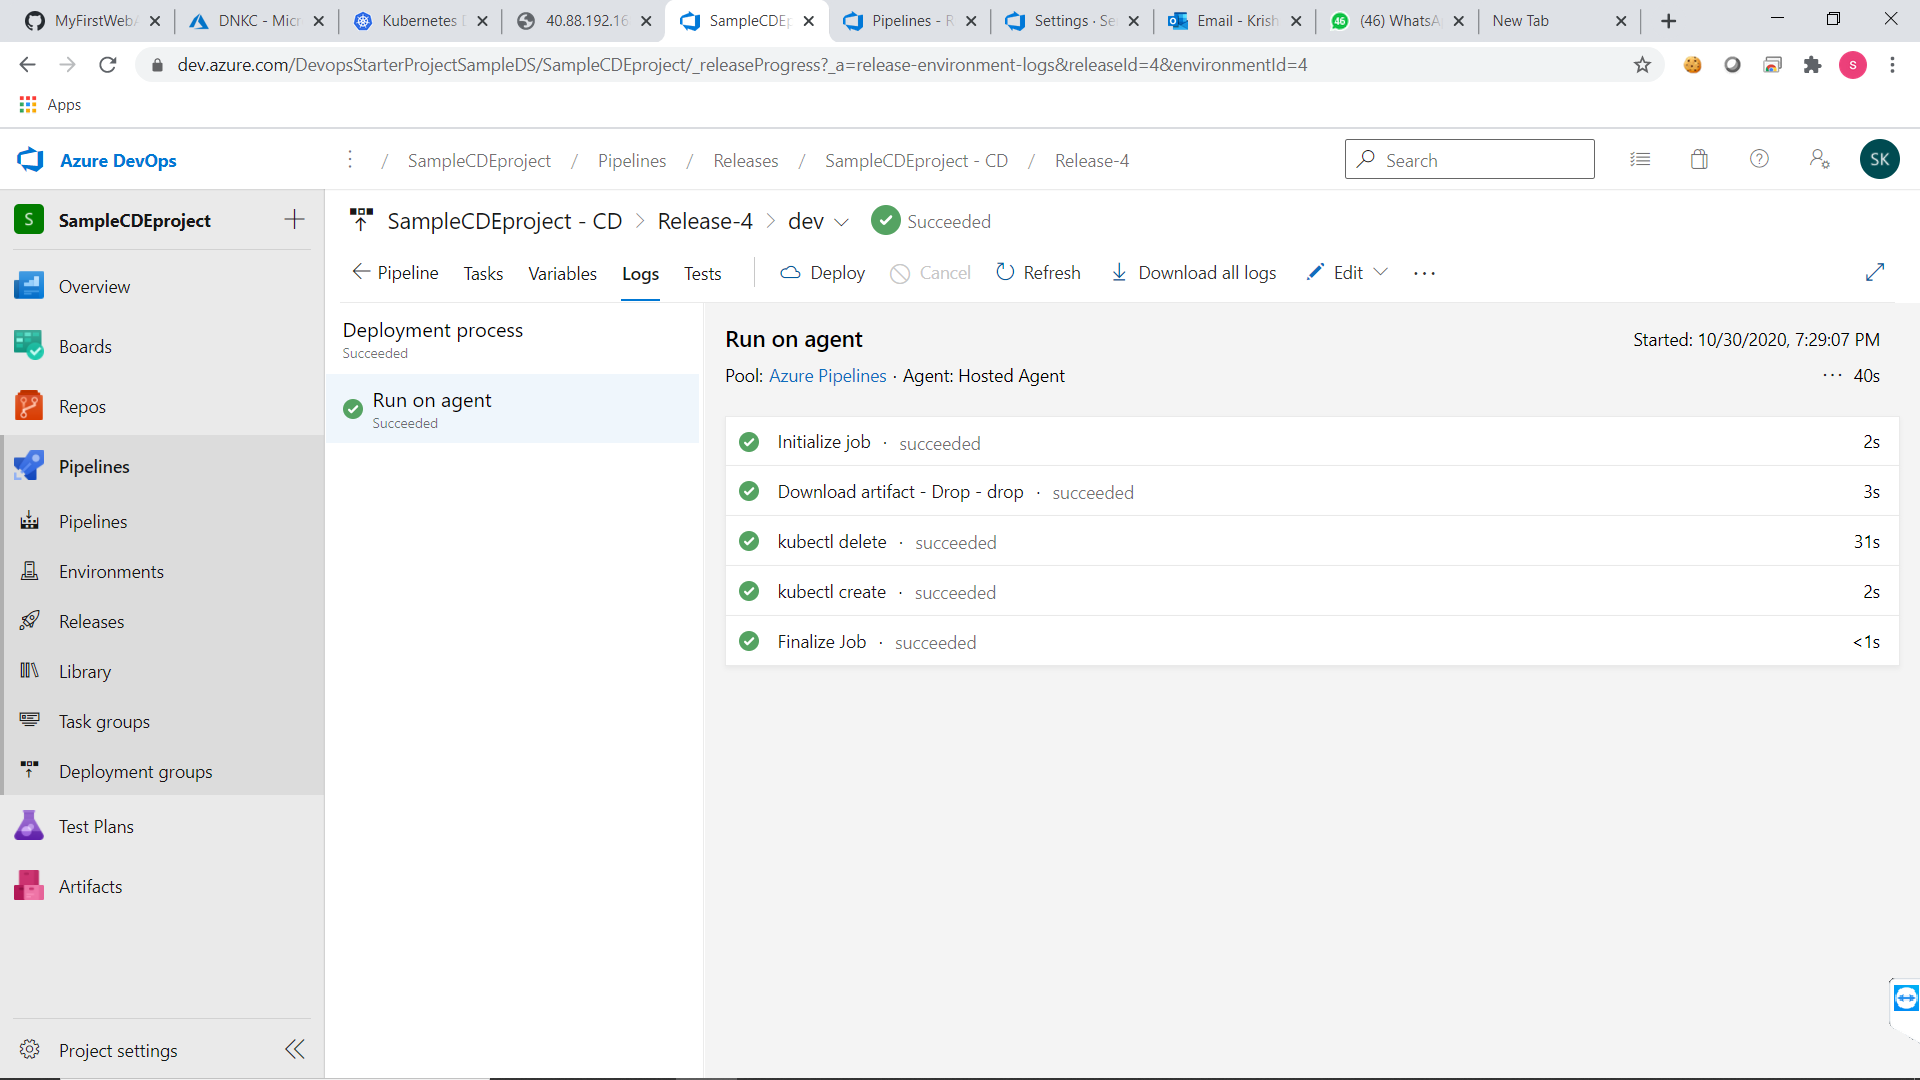 MyFirstWeb
DNKC - Micr
Kubernetes D
40.88.192.16
SampleCDEp
Pipelines - R
Settings · Se
Email - Krish
(46) WhatsA
New Tab
dev.azure.com/DevopsStarterProjectSampleDS/SampleCDEproject/_releaseProgress?_a=release-environment-logs&releaseId=4&environmentId=4
S
Apps
Azure DevOps
/ SampleCDEproject / Pipelines / Releases / SampleCDEproject - CD / Release-4
Search
SK
S SampleCDEproject
Overview
Boards
Repos
Pipelines
Pipelines
Environments
Releases
Library
Task groups
Deployment groups
Test Plans
Artifacts
Project settings
SampleCDEproject - CD > Release-4 > dev
Succeeded
Pipeline Tasks Variables Logs Tests
Deploy Cancel Refresh Download all logs Edit ...
Deployment process
Succeeded
Run on agent
Succeeded
Run on agent
Started: 10/30/2020, 7:29:07 PM
Pool: Azure Pipelines · Agent: Hosted Agent
... 40s
Initialize job · succeeded 2s
Download artifact - Drop - drop · succeeded 3s
kubectl delete · succeeded 31s
kubectl create · succeeded 2s
Finalize Job · succeeded <1s